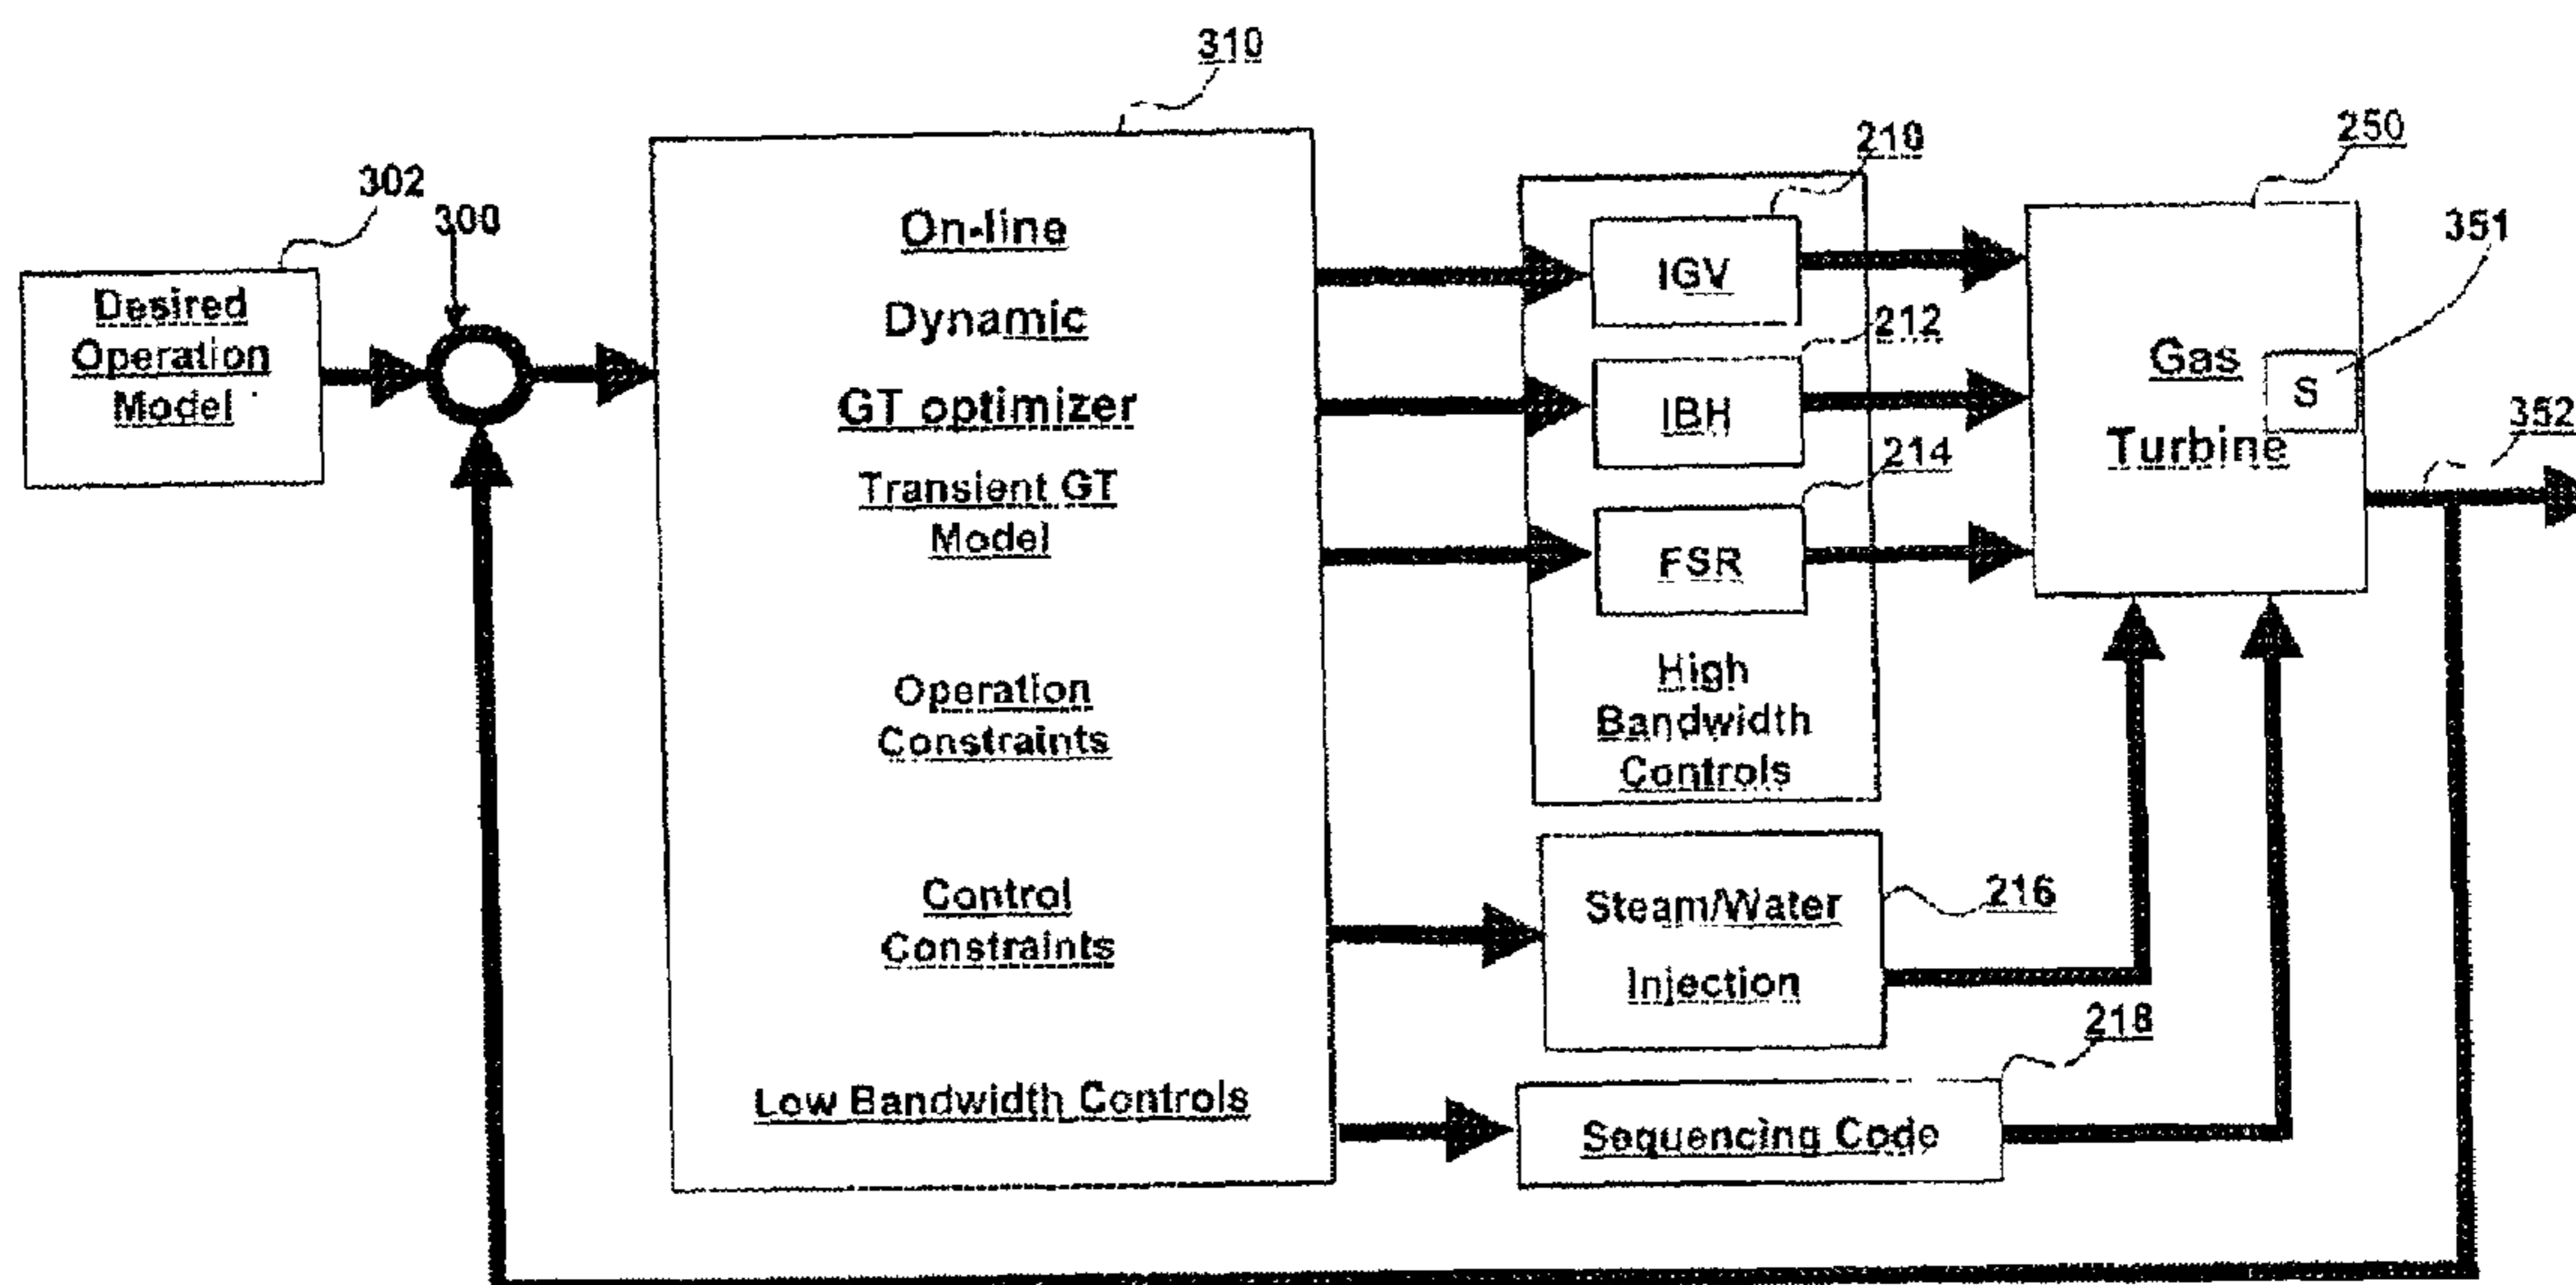 310
302
300
Desired
Operation
Model
On-line
Dynamic
GT optimizer
Transient GT
Model
Operation
Constraints
Control
Constraints
Low Bandwidth Controls
210
IGV
212
IBH
214
FSR
High
Bandwidth
Controls
250
Gas
Turbine
351
S
352
216
Steam/Water
Injection
218
Sequencing Code